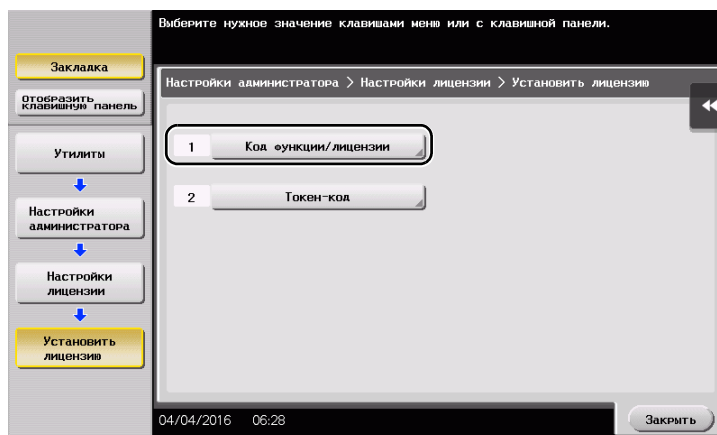 Выберите нужное значение клавишами меню или с клавишной панели.
Закладка
Отобразить
клавишную панель
Настройки администратора > Настройки лицензии > Установить лицензию
Утилиты
Настройки
администратора
Настройки
лицензии
Установить
лицензию
1 Код функции/лицензии
2 Токен-код
04/04/2016 06:28
Закрыть